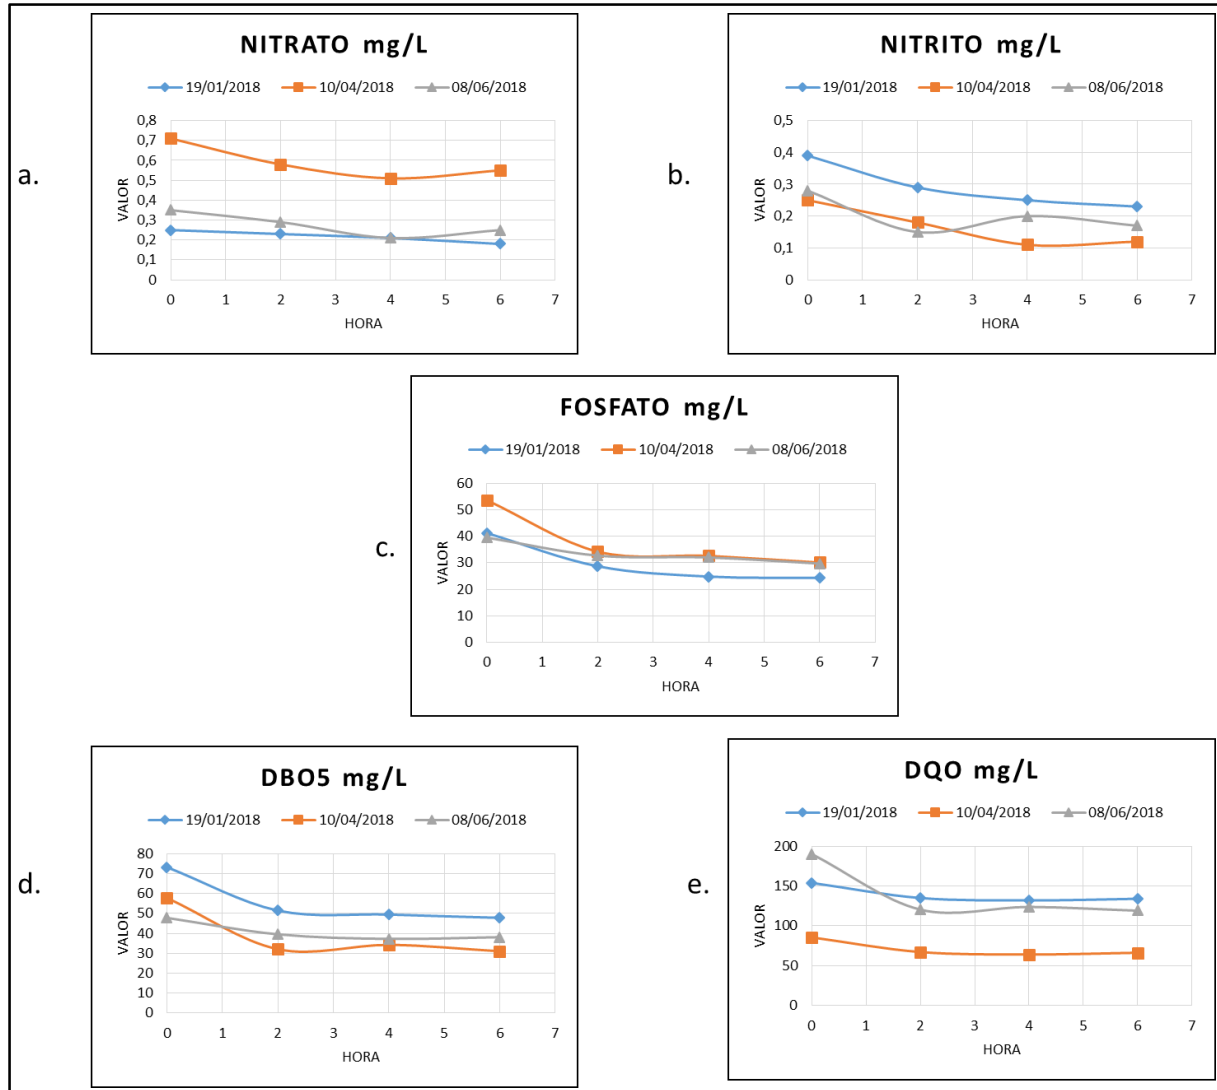 a.
NITRATO mg/L
19/01/2018 10/04/2018 08/06/2018
VALOR
0,8
0,7
0,6
0,5
0,4
0,3
0,2
0,1
0
0 1 2 3 4 5 6 7
HORA
b.
NITRITO mg/L
19/01/2018 10/04/2018 08/06/2018
VALOR
0,5
0,4
0,3
0,2
0,1
0
0 1 2 3 4 5 6 7
HORA
c.
FOSFATO mg/L
19/01/2018 10/04/2018 08/06/2018
VALOR
60
50
40
30
20
10
0
0 1 2 3 4 5 6 7
HORA
d.
DBO5 mg/L
19/01/2018 10/04/2018 08/06/2018
VALOR
80
70
60
50
40
30
20
10
0
0 1 2 3 4 5 6 7
HORA
e.
DQO mg/L
19/01/2018 10/04/2018 08/06/2018
VALOR
200
150
100
50
0
0 1 2 3 4 5 6 7
HORA